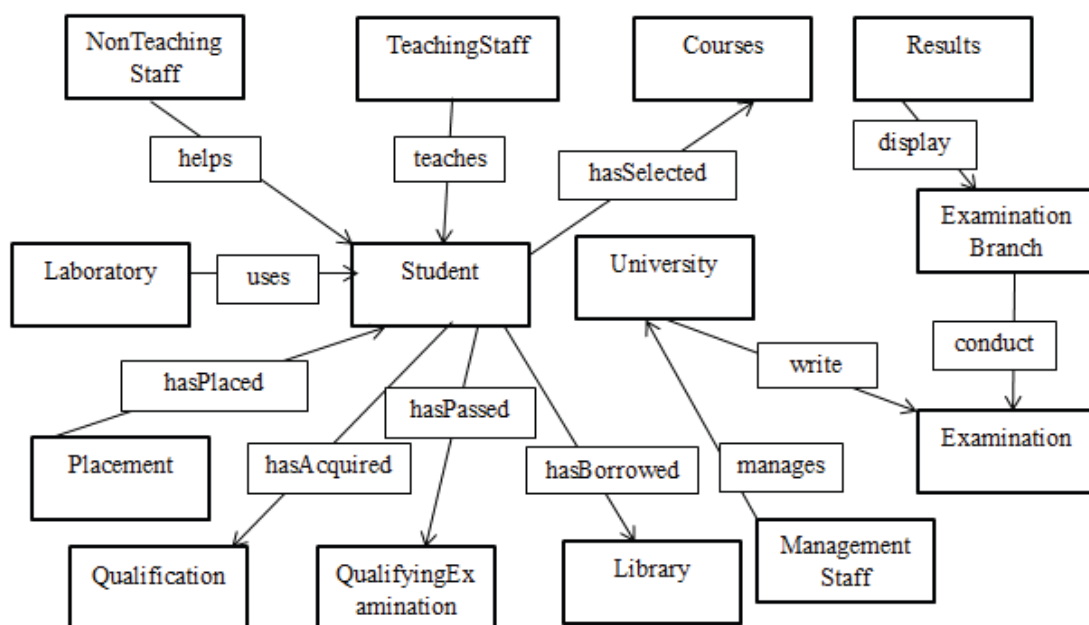 NonTeaching
Staff
TeachingStaff
Courses
Results
helps
teaches
hasSelected
display
Examination
Branch
Laboratory
uses
Student
University
conduct
write
hasPlaced
hasPassed
Examination
Placement
hasAcquired
hasBorrowed
manages
Qualification
QualifyingEx
amination
Library
Management
Staff